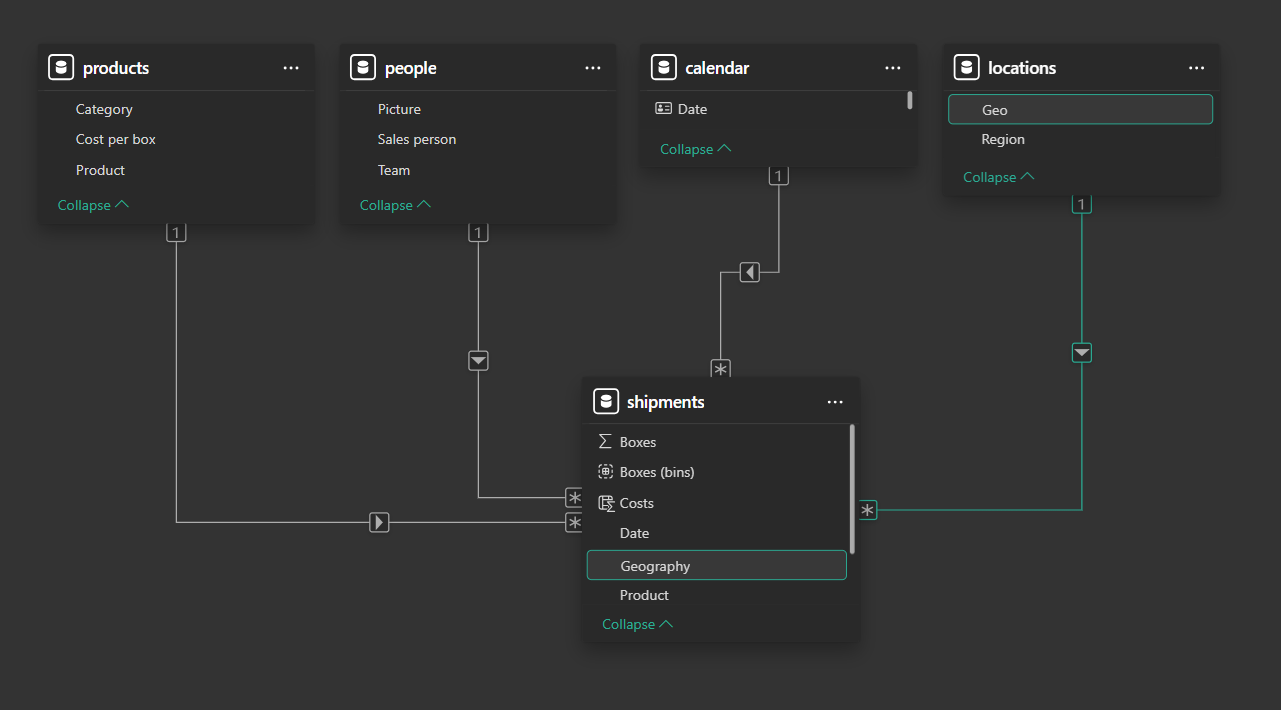 products
Category
Cost per box
Product
Collapse
1
people
Picture
Sales person
Team
Collapse
1
calendar
Date
Collapse
1
locations
Geo
Region
Collapse
1
*
*
*
*
shipments
Boxes
Boxes (bins)
Costs
Date
Geography
Product
Collapse